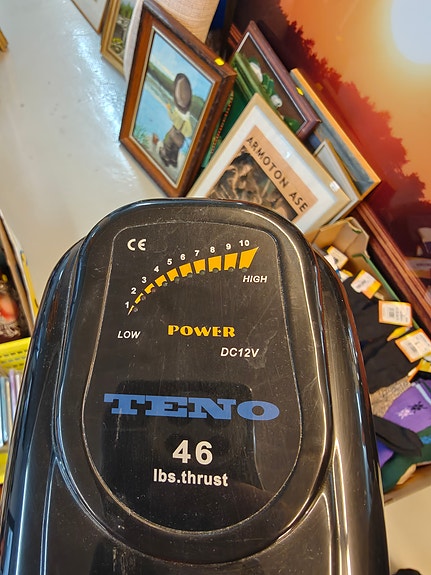 ARMOTON ASE
CE
1 2 3 4 5 6 7 8 9 10
LOW
HIGH
POWER
DC12V
TENO
46
lbs.thrust